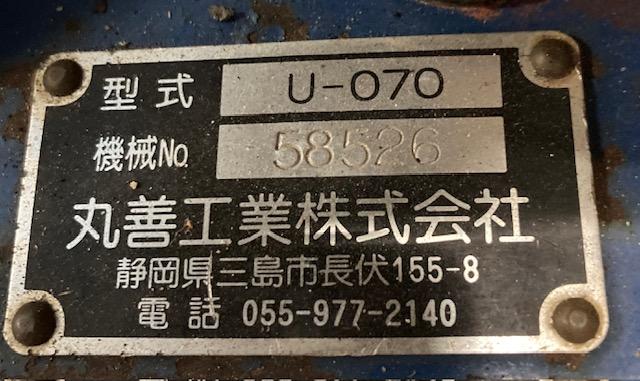 型式 U-070
機械No. 58526
丸善工業株式会社
静岡県三島市長伏155-8
電話 055-977-2140